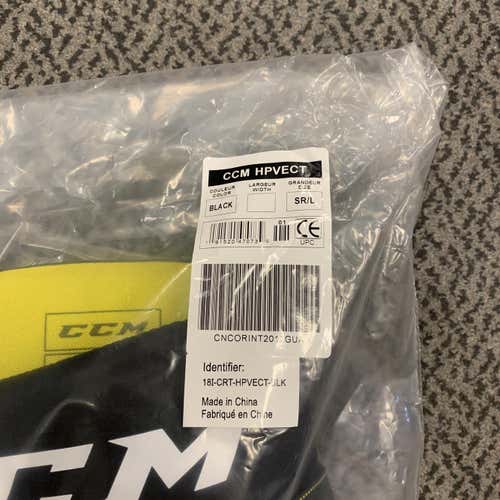 CCM HPVECT
COULEUR
COLOR
LARGEUR
WIDTH
GRANDEUR
SIZE
BLACK
SR/L
01
CE
UPC
Identifier:
18I-CRT-HPVECT-BLK
Made in China
Fabriqué en Chine
CCM
CCM